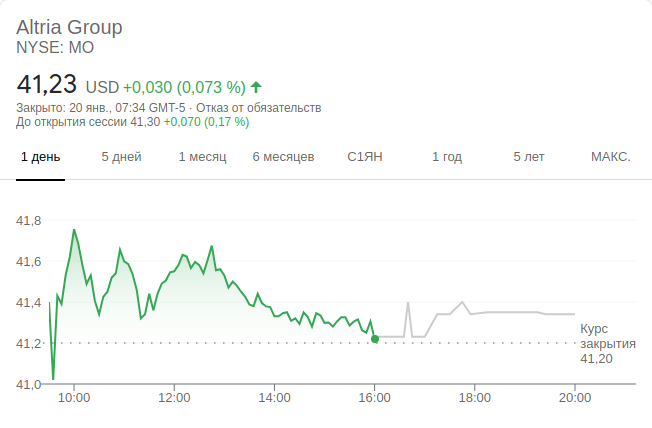 Altria Group
NYSE: MO
41,23 USD +0,030 (0,073 %)
Закрыто: 20 янв., 07:34 GMT-5 · Отказ от обязательств
До открытия сессии 41,30 +0,070 (0,17 %)
1 день 5 дней 1 месяц 6 месяцев С1ЯН 1 год 5 лет МАКС.
41,8
41,6
41,4
41,2
41,0
Курс
закрытия
41,20
10:00 12:00 14:00 16:00 18:00 20:00